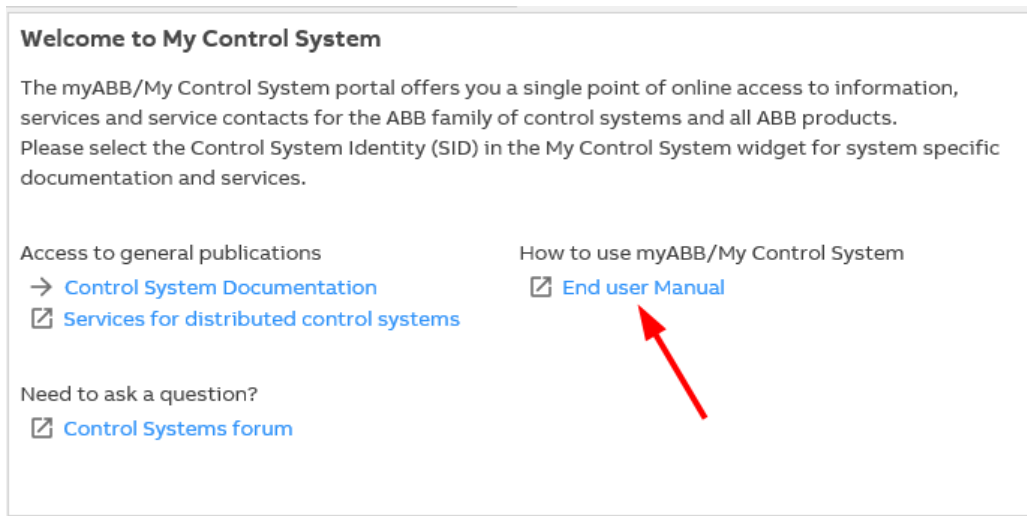 Welcome to My Control System
The myABB/My Control System portal offers you a single point of online access to information,
services and service contacts for the ABB family of control systems and all ABB products.
Please select the Control System Identity (SID) in the My Control System widget for system specific
documentation and services.
Access to general publications
Control System Documentation
Services for distributed control systems
How to use myABB/My Control System
End user Manual
Need to ask a question?
Control Systems forum